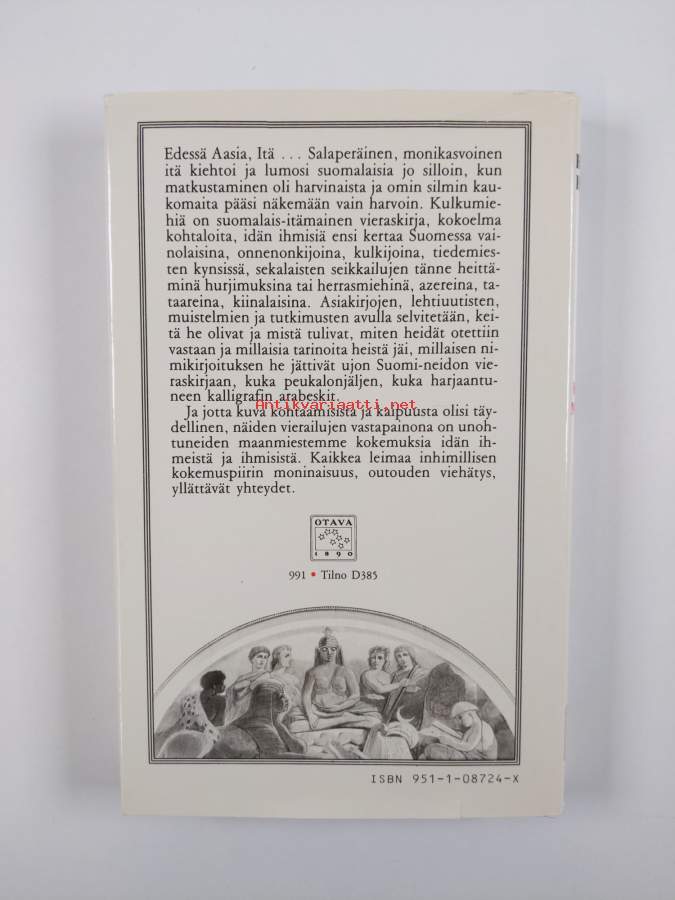 Edessä Aasia, Itä ... Salaperäinen, monikasvoinen
itä kiehtoi ja lumosi suomalaisia jo silloin, kun
matkustaminen oli harvinaista ja omin silmin kau-
komaita pääsi näkemään vain harvoin. Kulkumie-
hiä on suomalais-itämainen vieraskirja, kokoelma
kohtaloita, idän ihmisiä ensi kertaa Suomessa vai-
nolaisina, onnenonkijoina, kulkijoina, tiedemies-
ten kynsissä, sekalaisten seikkailujen tänne heittä-
minä hurjimuksina tai herrasmiehinä, azereina, ta-
taareina, kiinalaisina. Asiakirjojen, lehtiuutisten,
muistelmien ja tutkimusten avulla selvitetään, kei-
tä he olivat ja mistä tulivat, miten heidät otettiin
vastaan ja millaisia tarinoita heistä jäi, millaisen ni-
mikirjoituksen he jättivät ujon Suomi-neidon vie-
raskirjaan, kuka peukalonjäljen, kuka harjaantu-
neen kalligrafin arabeskit.
Antikvariaatti.net
Ja jotta kuva kohtaamisista ja kaipuusta olisi täy-
dellinen, näiden vierailujen vastapainona on unoh-
tuneiden maanmiestemme kokemuksia idän ih-
meistä ja ihmisistä. Kaikkea leimaa inhimillisen
kokemuspiirin moninaisuus, outouden viehätys,
yllättävät yhteydet.
OTAVA
1890
991 • Tilno D385
ISBN 951-1-08724-X